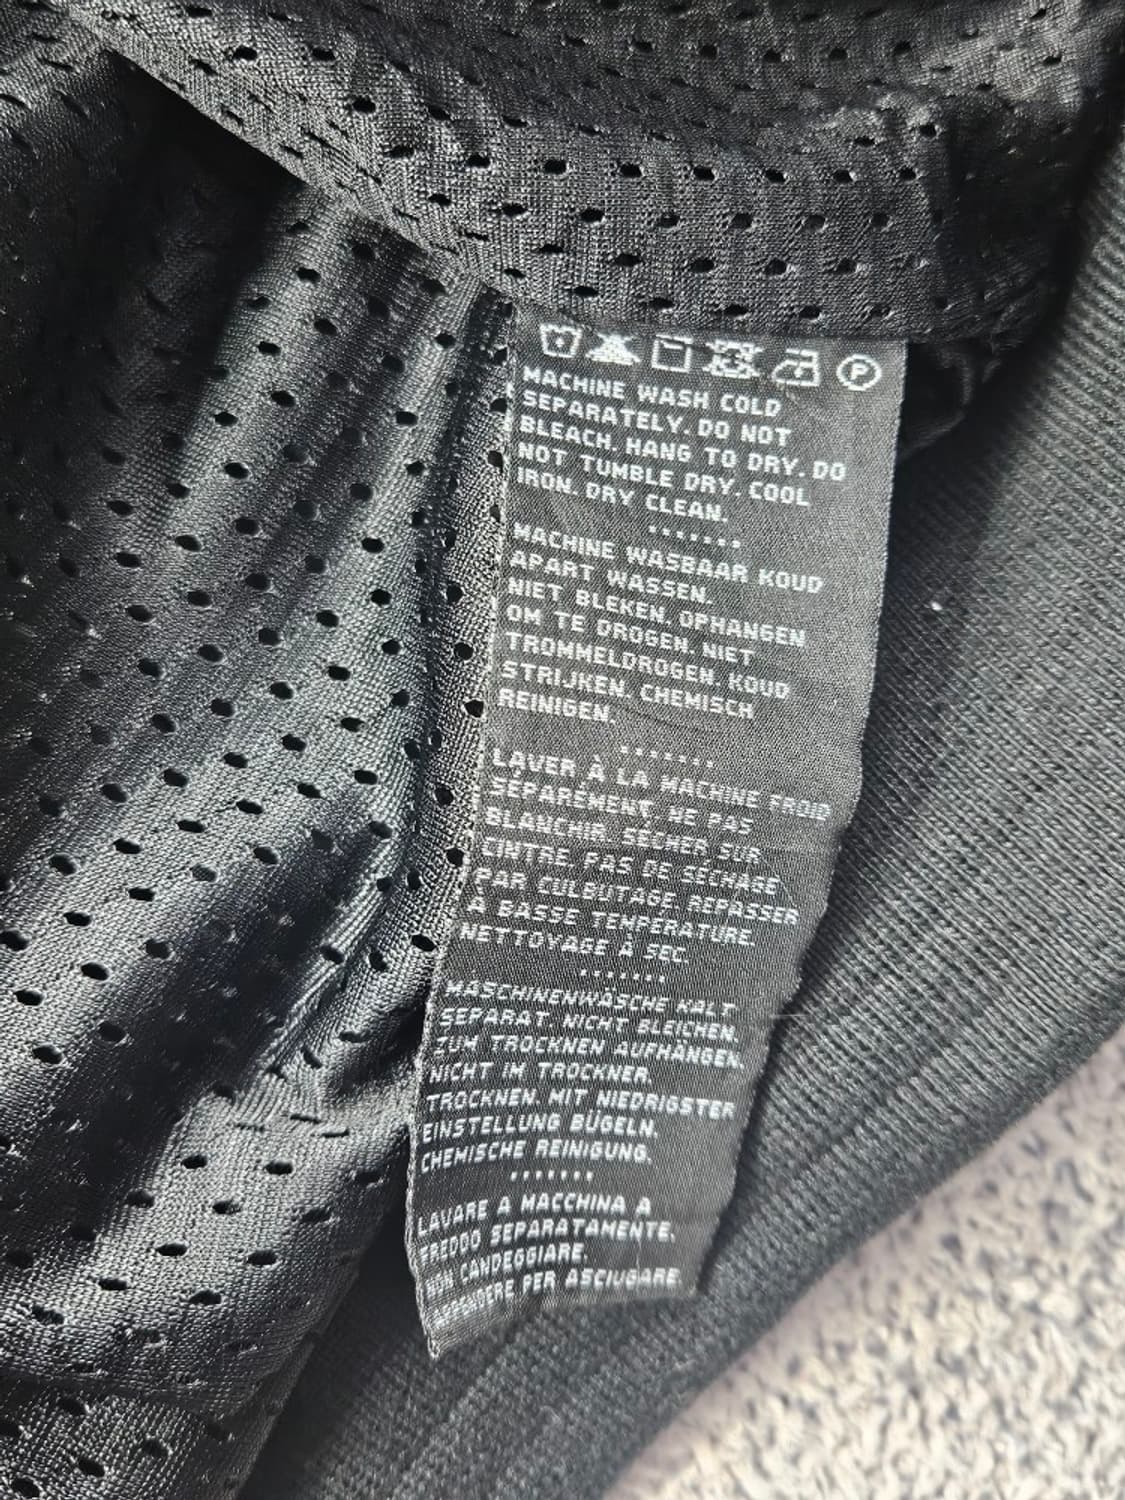 P
MACHINE WASH COLD
SEPARATELY. DO NOT
BLEACH. HANG TO DRY. DO
NOT TUMBLE DRY. COOL
IRON. DRY CLEAN.
MACHINE WASBAAR KOUD
APART WASSEN.
NIET BLEKEN. OPHANGEN
OM TE DROGEN. NIET
TROMMELDROGEN. KOUD
STRIJKEN. CHEMISCH
REINIGEN.
LAVER À LA MACHINE FROID
SÉPARÉMENT. NE PAS
BLANCHIR. SÉCHER SUR
CINTRE. PAS DE SÉCHAGE
PAR CULBUTAGE. REPASSER
À BASSE TEMPÉRATURE.
NETTOYAGE À SEC.
MASCHINENWÄSCHE KALT
SEPARAT. NICHT BLEICHEN.
ZUM TROCKNEN AUFHÄNGEN.
NICHT IM TROCKNER
TROCKNEN. MIT NIEDRIGSTER
EINSTELLUNG BÜGELN.
CHEMISCHE REINIGUNG.
LAVARE A MACCHINA A
FREDDO SEPARATAMENTE.
NON CANDEGGIARE.
PER ASCIUGARE.